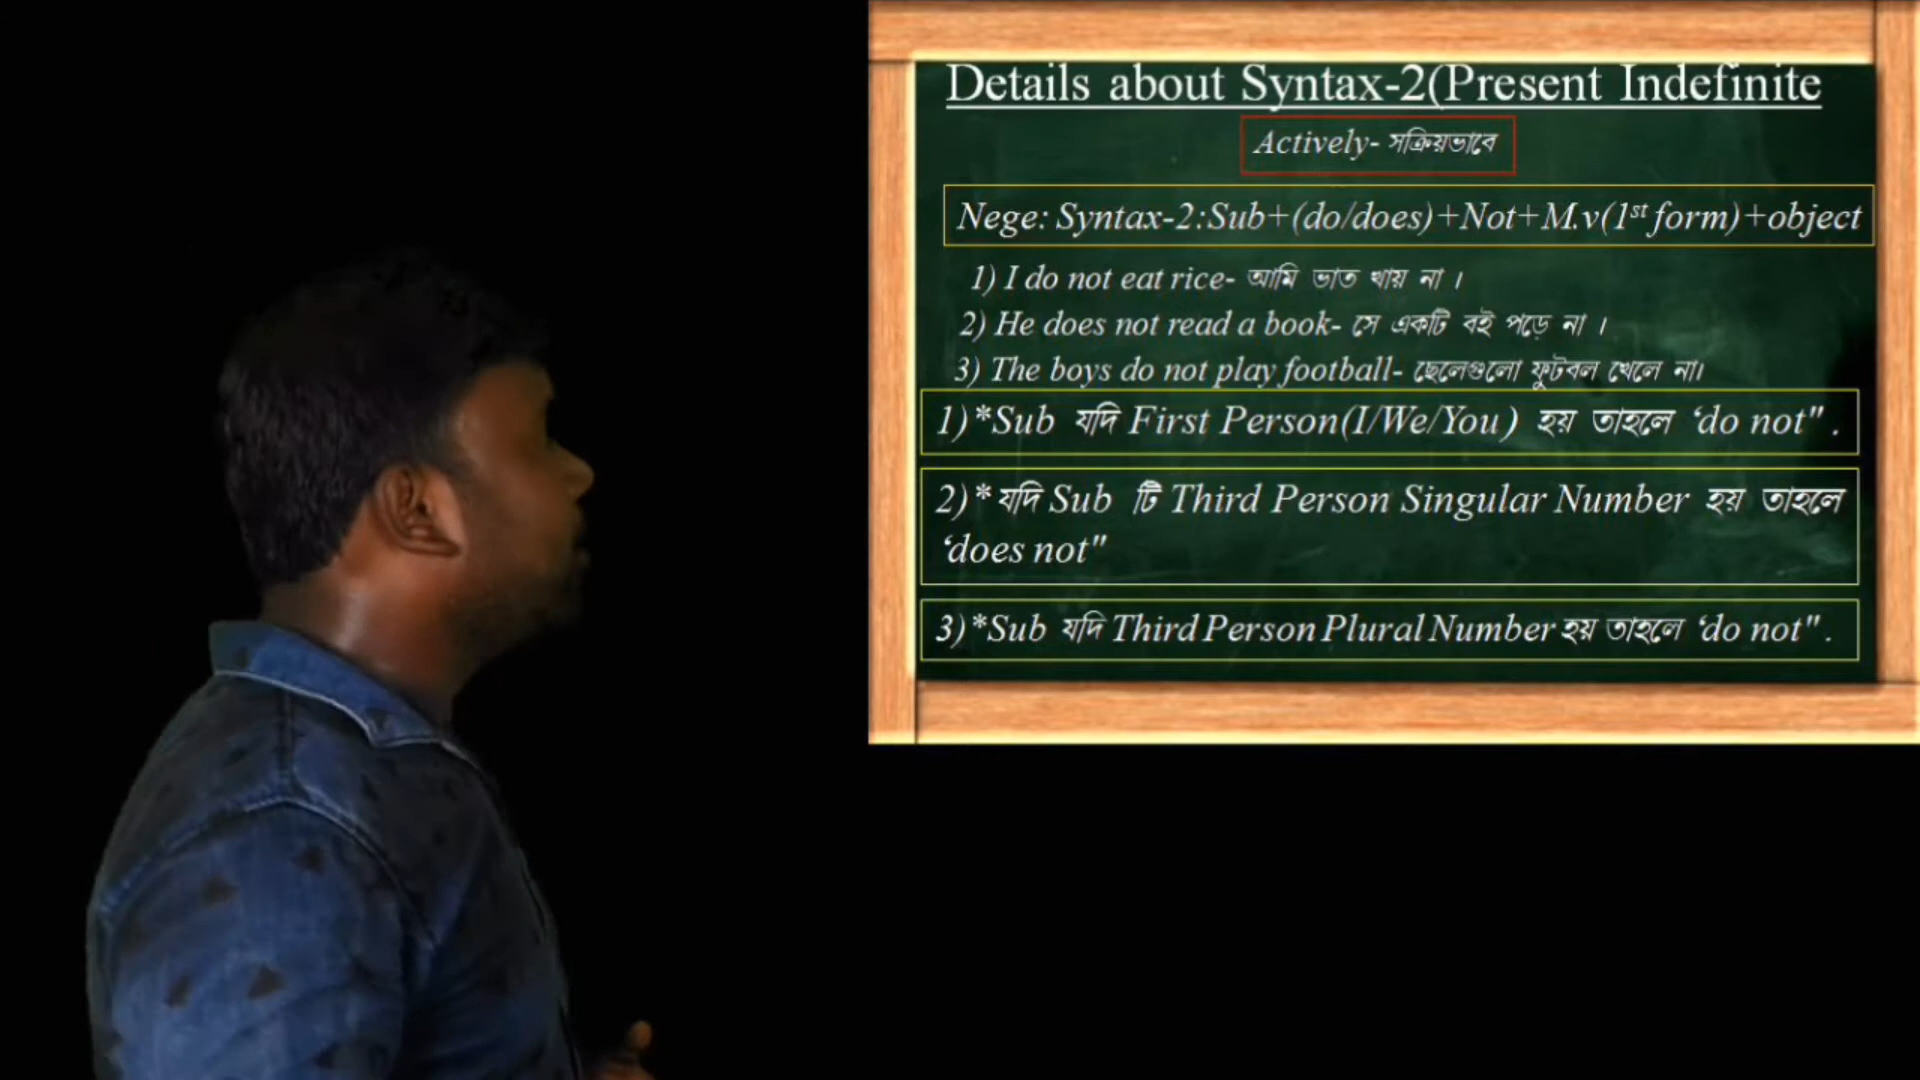 Details about Syntax-2(Present Indefinite
Actively- সক্রিয়ভাবে
Nege: Syntax-2:Sub+(do/does)+Not+M.v(1st form)+object
1) I do not eat rice- আমি ভাত খায় না ।
2) He does not read a book- সে একটি বই পড়ে না ।
3) The boys do not play football- ছেলেগুলো ফুটবল খেলে না।
1)*Sub যদি First Person(I/We/You) হয় তাহলে ‘do not" .
2)* যদি Sub টি Third Person Singular Number হয় তাহলে
‘does not"
3)*Sub যদি Third Person Plural Number হয় তাহলে ‘do not" .